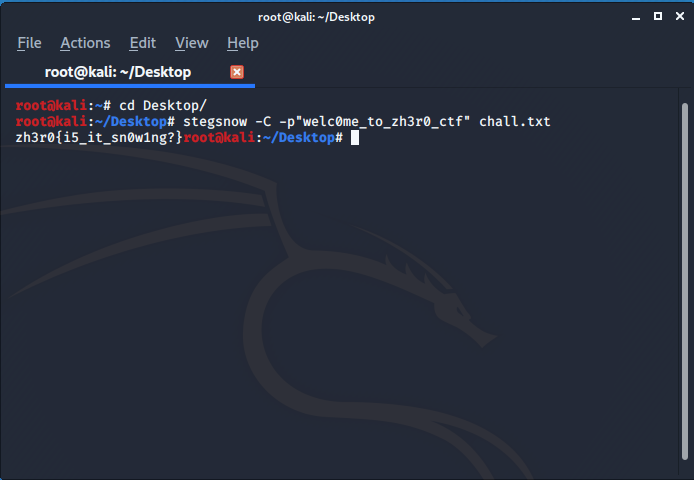 root@kali: ~/Desktop
File Actions Edit View Help
root@kali: ~/Desktop
root@kali:~# cd Desktop/
root@kali:~/Desktop# stegsnow -C -p"welc0me_to_zh3r0_ctf" chall.txt
zh3r0{i5_it_sn0w1ng?}root@kali:~/Desktop#